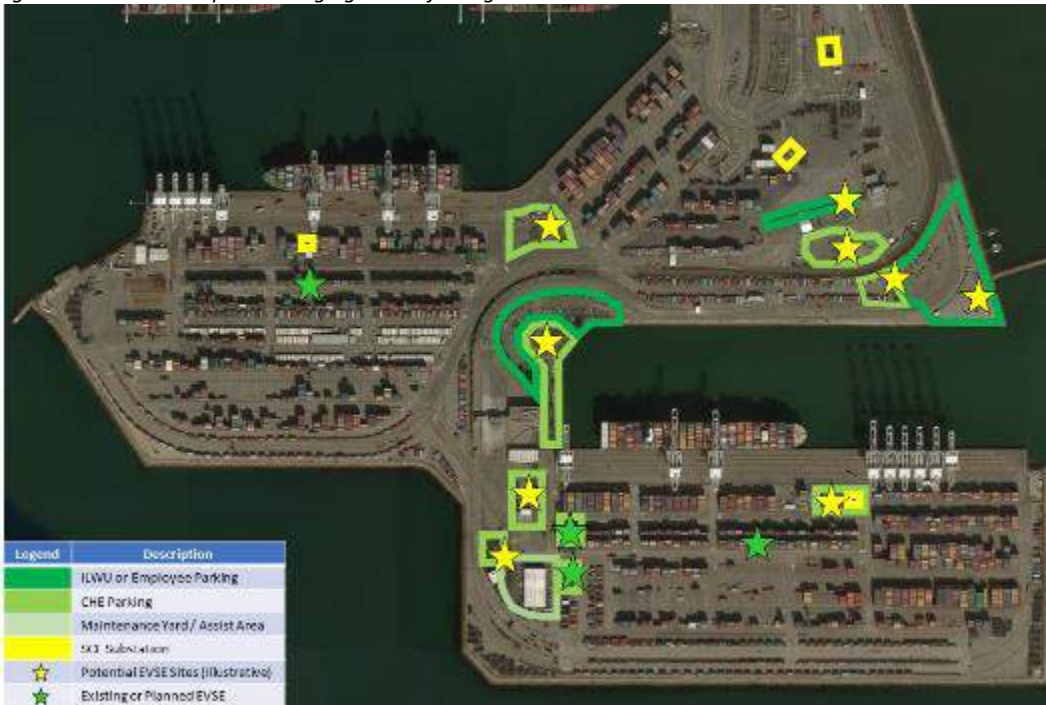 Legend Description
ILWU or Employee Parking
CHE Parking
Maintenance Yard / Assist Area
SCE Substation
Potential EVSE Sites (Illustrative)
Existing or Planned EVSE